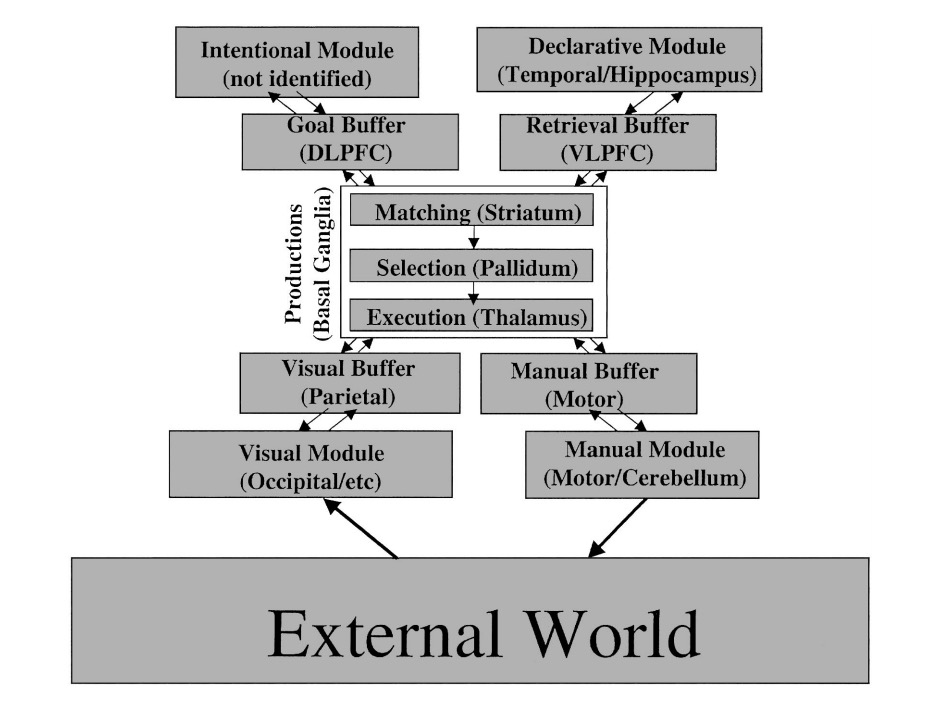 Intentional Module
(not identified)
Declarative Module
(Temporal/Hippocampus)
Goal Buffer
(DLPFC)
Retrieval Buffer
(VLPFC)
Productions
(Basal Ganglia)
Matching (Striatum)
Selection (Pallidum)
Execution (Thalamus)
Visual Buffer
(Parietal)
Manual Buffer
(Motor)
Visual Module
(Occipital/etc)
Manual Module
(Motor/Cerebellum)
External World